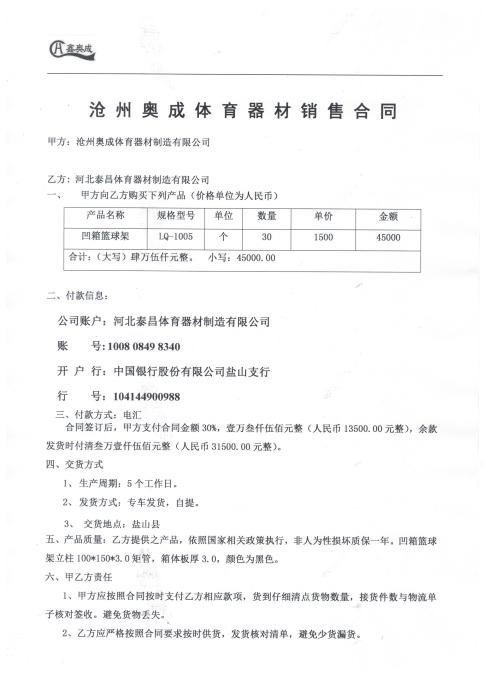 鑫奥成
沧州奥成体育器材销售合同
甲方：沧州奥成体育器材制造有限公司
乙方：河北泰昌体育器材制造有限公司
一、 甲方向乙方购买下列产品（价格单位为人民币）
产品名称 规格型号 单位 数量 单价 金额
凹箱篮球架 LQ-1005 个 30 1500 45000
合计：（大写）肆万伍仟元整。 小写：45000.00
二、付款信息：
公司账户：河北泰昌体育器材制造有限公司
账 号：1008 0849 8340
开 户 行：中国银行股份有限公司盐山支行
行 号：104144900988
三、付款方式：电汇
合同签订后，甲方支付合同金额 30%，壹万叁仟伍佰元整（人民币 13500.00 元整），余款
发货时付清叁万壹仟伍佰元整（人民币 31500.00 元整）。
四、交货方式
1、生产周期：5 个工作日。
2、发货方式：专车发货，自提。
3、 交货地点：盐山县
五、产品质量：乙方提供之产品，依照国家相关政策执行，非人为性损坏质保一年。凹箱篮球
架立柱 100*150*3.0 矩管，箱体板厚 3.0，颜色为黑色。
六、甲乙方责任
1、甲方应按照合同按时支付乙方相应款项，货到仔细清点货物数量，接货件数与物流单
子核对签收。避免货物丢失。
2、乙方应严格按照合同要求按时供货，发货核对清单，避免少货漏货。